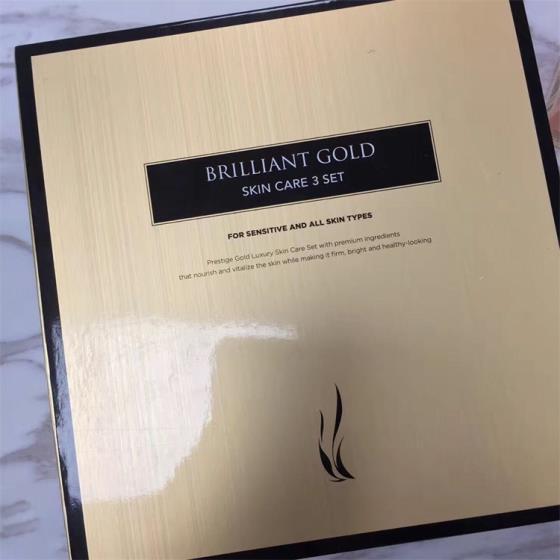 BRILLIANT GOLD
SKIN CARE 3 SET
FOR SENSITIVE AND ALL SKIN TYPES
Prestige Gold Luxury Skin Care Set with premium ingredients
that nourish and vitalize the skin while making it firm, bright and healthy-looking